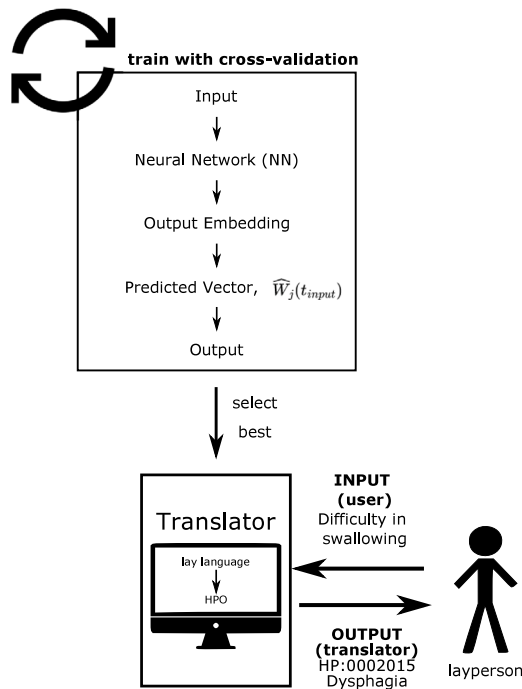 train with cross-validation
Input
Neural Network (NN)
Output Embedding
Predicted Vector, Ŵⱼ(t_input)
Output
select
best
Translator
lay language
HPO
INPUT
(user)
Difficulty in
swallowing
OUTPUT
(translator)
HP:0002015
Dysphagia
layperson